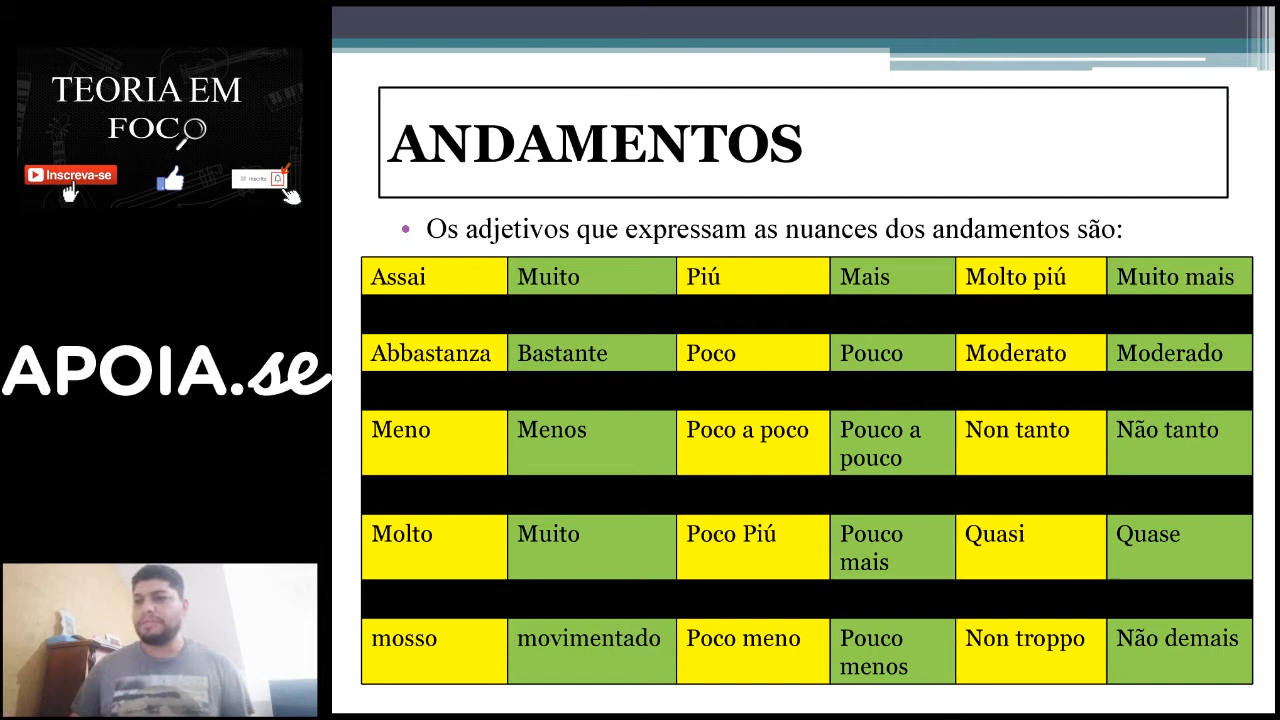 TEORIA EM
FOCO
Inscreva-se
inscrito
APOIA.se
ANDAMENTOS
• Os adjetivos que expressam as nuances dos andamentos são:
Assai Muito Piú Mais Molto piú Muito mais
Abbastanza Bastante Poco Pouco Moderato Moderado
Meno Menos Poco a poco Pouco a pouco Non tanto Não tanto
Molto Muito Poco Piú Pouco mais Quasi Quase
mosso movimentado Poco meno Pouco menos Non troppo Não demais